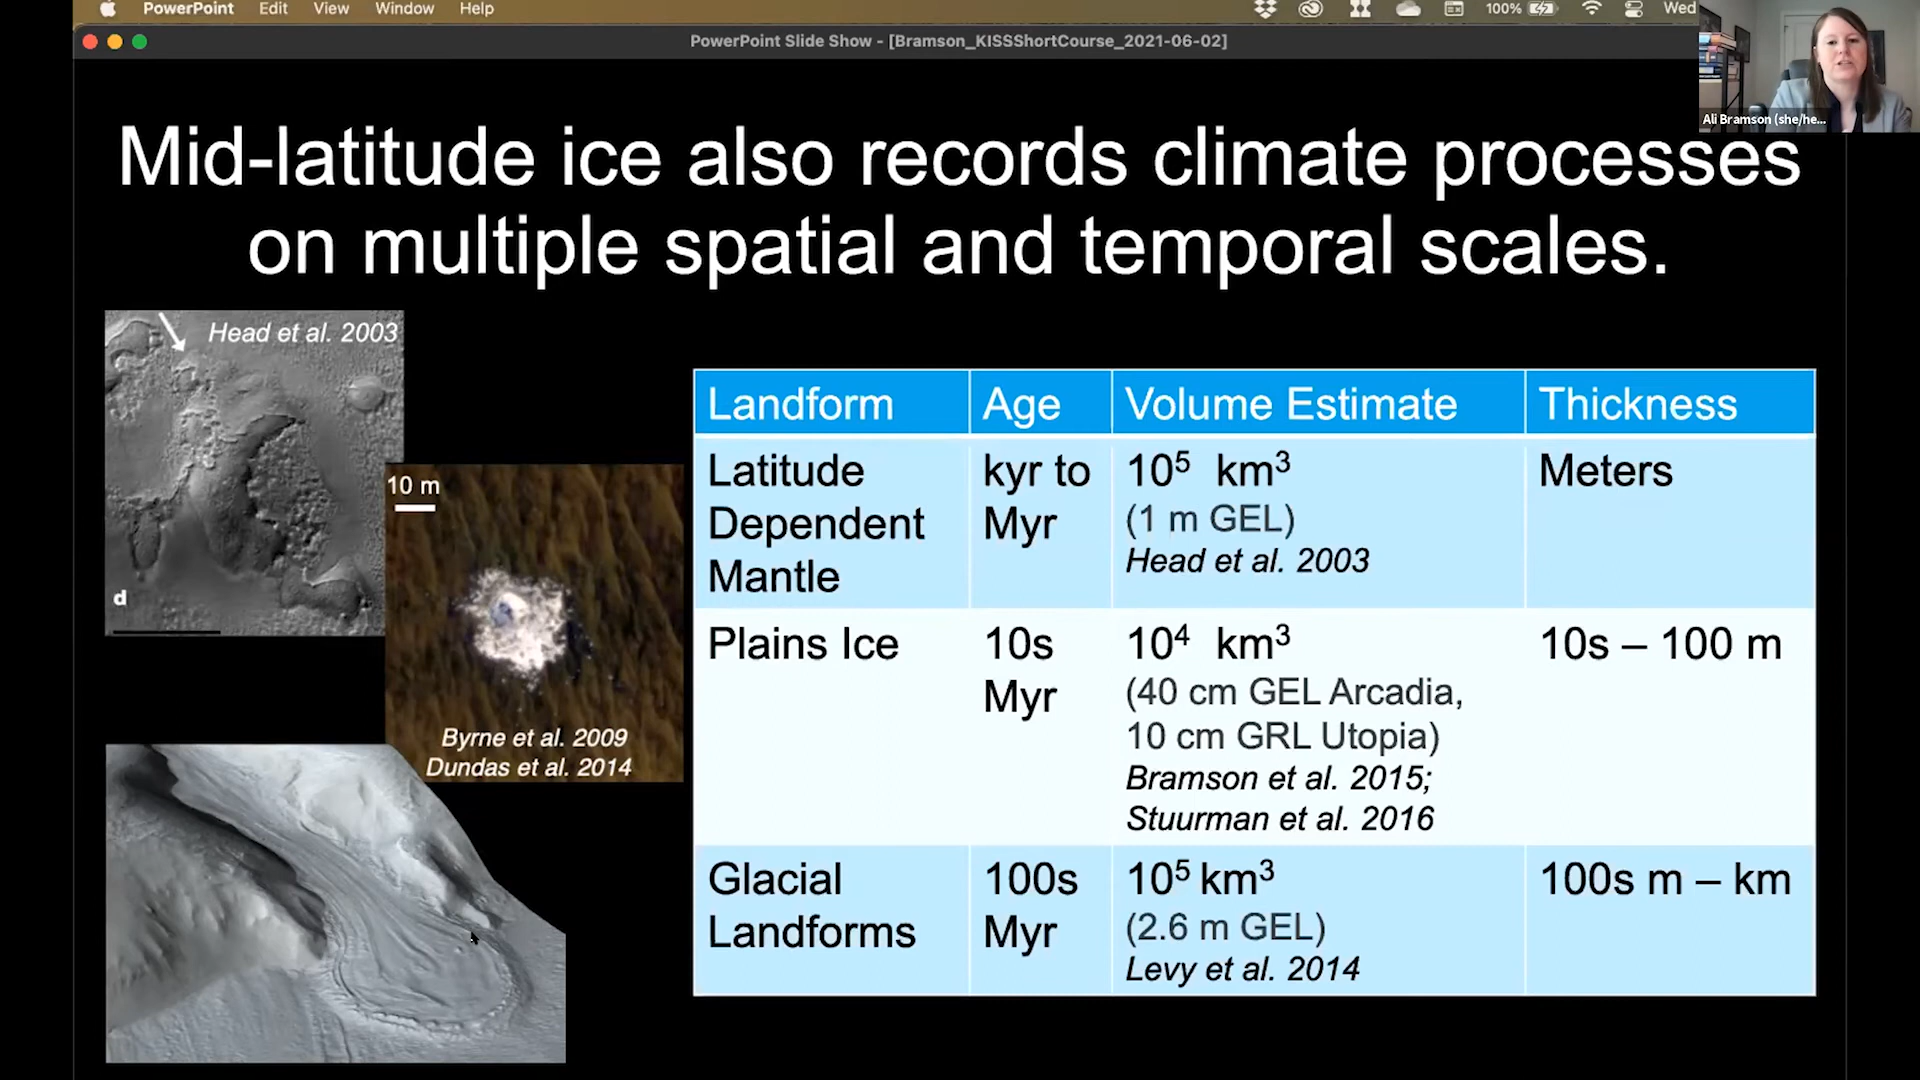 PowerPoint Edit View Window Help 100% Wed
PowerPoint Slide Show - [Bramson_KISSShortCourse_2021-06-02]
Ali Bramson (she/he...
Mid-latitude ice also records climate processes
on multiple spatial and temporal scales.
Head et al. 2003
d
10 m
Byrne et al. 2009
Dundas et al. 2014
Landform Age Volume Estimate Thickness
Latitude
Dependent
Mantle
kyr to
Myr
10⁵ km³
(1 m GEL)
Head et al. 2003
Meters
Plains Ice
10s
Myr
10⁴ km³
(40 cm GEL Arcadia,
10 cm GRL Utopia)
Bramson et al. 2015;
Stuurman et al. 2016
10s – 100 m
Glacial
Landforms
100s
Myr
10⁵ km³
(2.6 m GEL)
Levy et al. 2014
100s m – km